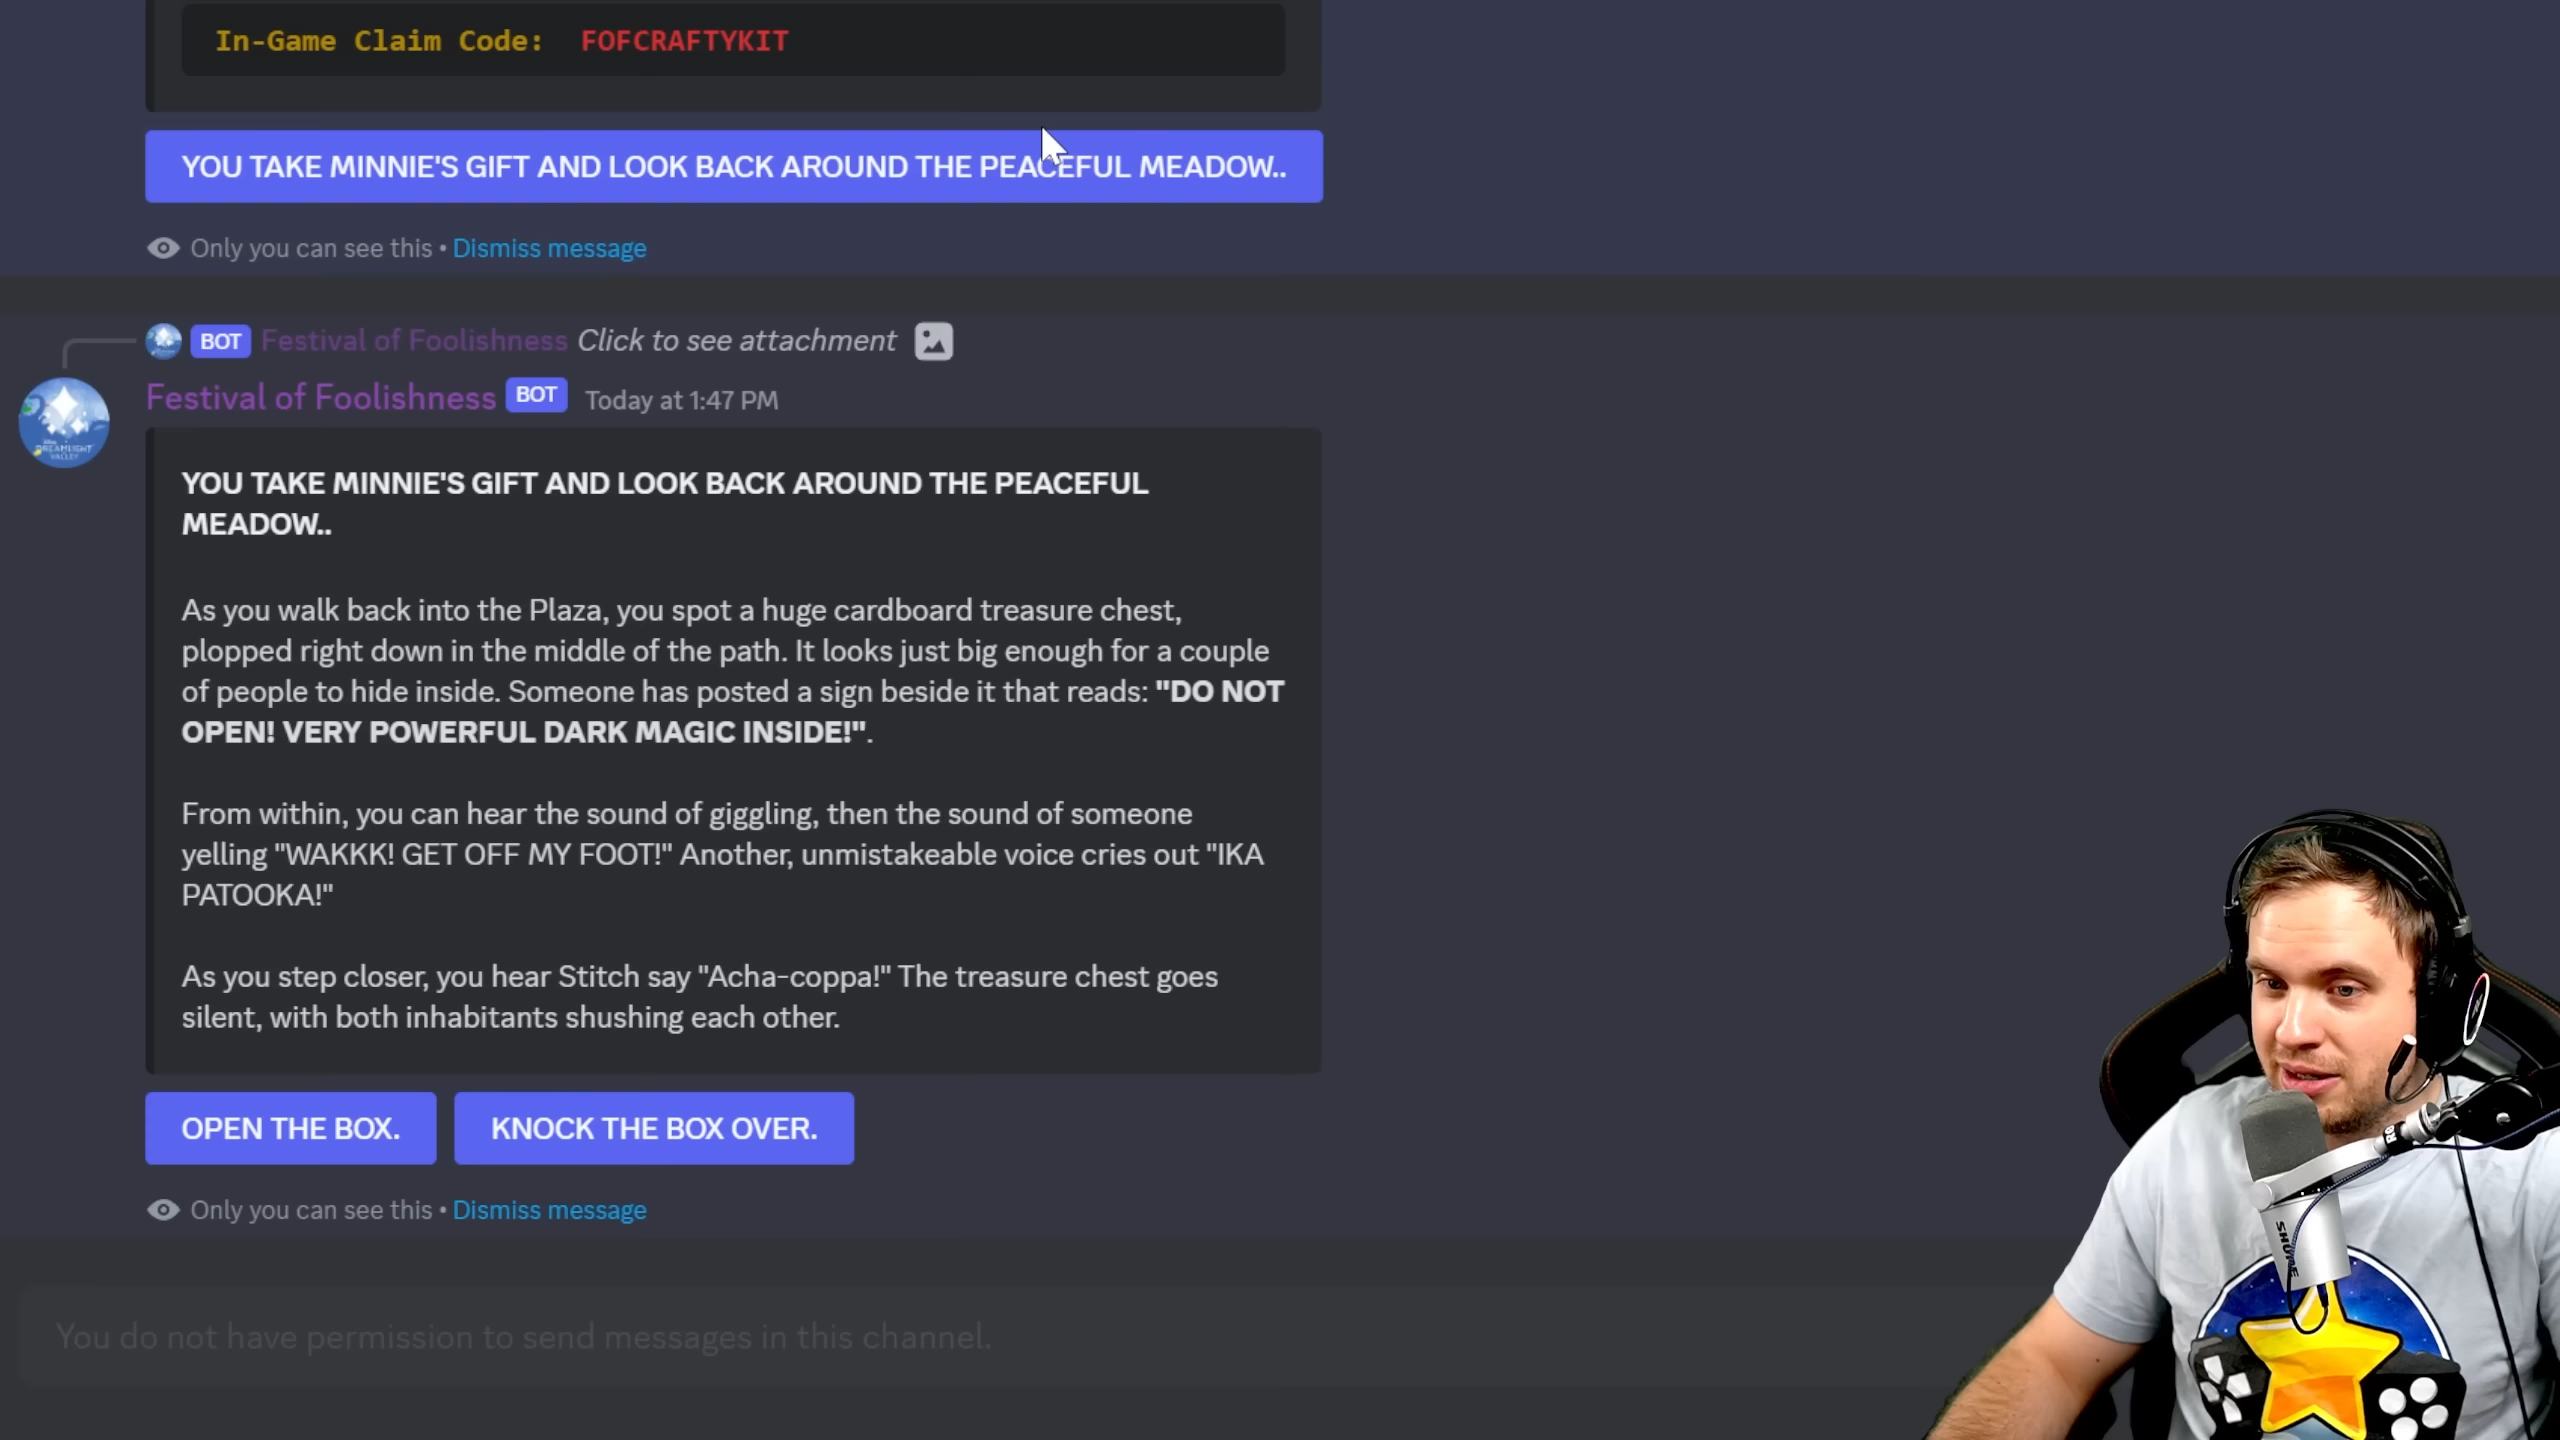 In-Game Claim Code: FOFCRAFTYKIT
YOU TAKE MINNIE'S GIFT AND LOOK BACK AROUND THE PEACEFUL MEADOW..
Only you can see this • Dismiss message
BOT Festival of Foolishness Click to see attachment
Festival of Foolishness BOT Today at 1:47 PM
DREAMLIGHT
VALLEY
YOU TAKE MINNIE'S GIFT AND LOOK BACK AROUND THE PEACEFUL
MEADOW..
As you walk back into the Plaza, you spot a huge cardboard treasure chest,
plopped right down in the middle of the path. It looks just big enough for a couple
of people to hide inside. Someone has posted a sign beside it that reads: "DO NOT
OPEN! VERY POWERFUL DARK MAGIC INSIDE!".
From within, you can hear the sound of giggling, then the sound of someone
yelling "WAKKK! GET OFF MY FOOT!" Another, unmistakeable voice cries out "IKA
PATOOKA!"
As you step closer, you hear Stitch say "Acha-coppa!" The treasure chest goes
silent, with both inhabitants shushing each other.
OPEN THE BOX. KNOCK THE BOX OVER.
Only you can see this • Dismiss message
You do not have permission to send messages in this channel.
SHURE